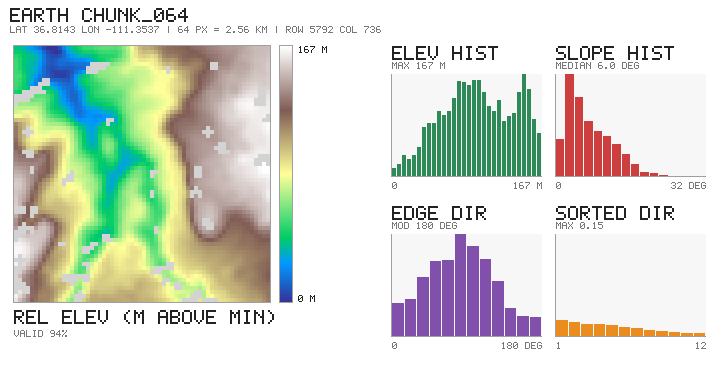 EARTH CHUNK_064
LAT 36.8143 LON -111.3537 | 64 PX = 2.56 KM | ROW 5792 COL 736
167 M
0 M
REL ELEV (M ABOVE MIN)
VALID 94%
ELEV HIST
MAX 167 M
0 167 M
SLOPE HIST
MEDIAN 6.0 DEG
0 32 DEG
EDGE DIR
MOD 180 DEG
0 180 DEG
SORTED DIR
MAX 0.15
1 12